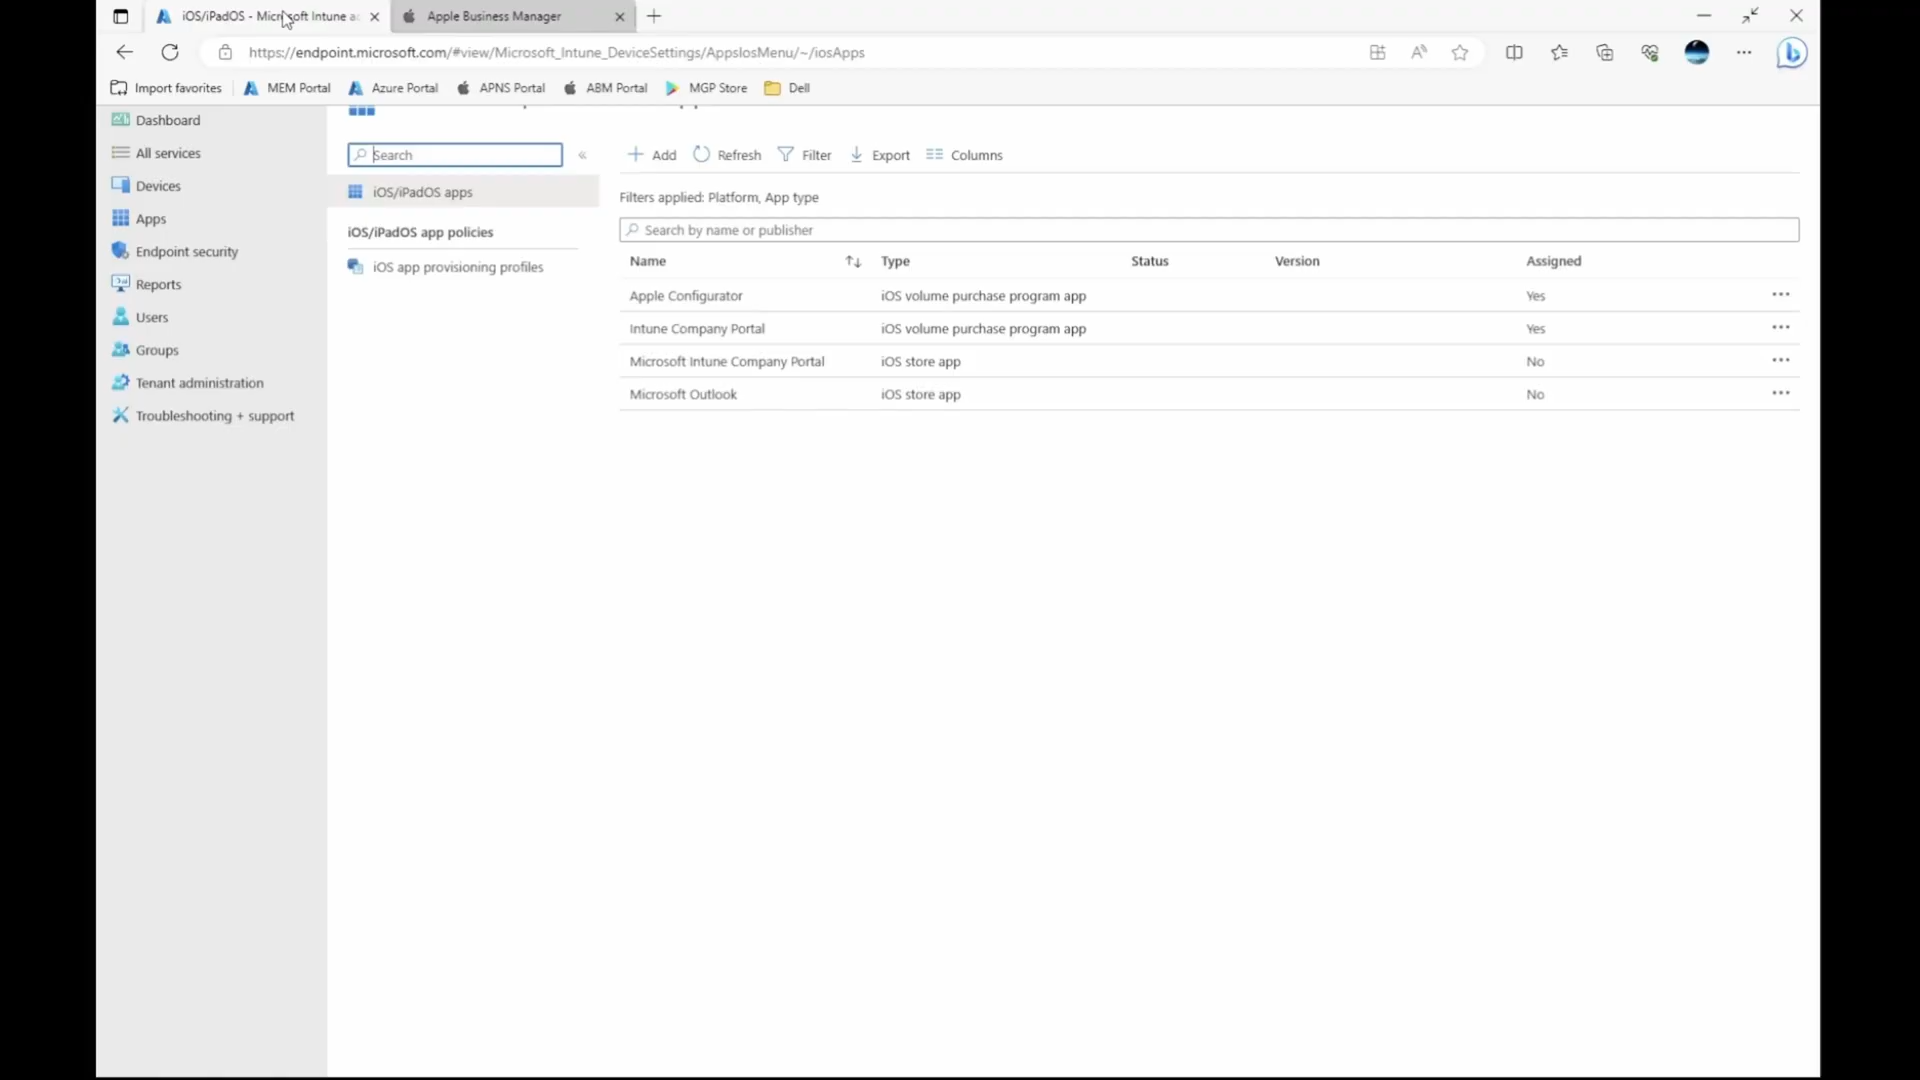 iOS/iPadOS - Microsoft Intune a
Apple Business Manager
https://endpoint.microsoft.com/#view/Microsoft_Intune_DeviceSettings/AppsIosMenu/~/iosApps
Import favorites
MEM Portal
Azure Portal
APNS Portal
ABM Portal
MGP Store
Dell
Dashboard
All services
Devices
Apps
Endpoint security
Reports
Users
Groups
Tenant administration
Troubleshooting + support
Search
iOS/iPadOS apps
iOS/iPadOS app policies
iOS app provisioning profiles
Add Refresh Filter Export Columns
Filters applied: Platform, App type
Search by name or publisher
Name Type Status Version Assigned
Apple Configurator iOS volume purchase program app Yes
Intune Company Portal iOS volume purchase program app Yes
Microsoft Intune Company Portal iOS store app No
Microsoft Outlook iOS store app No